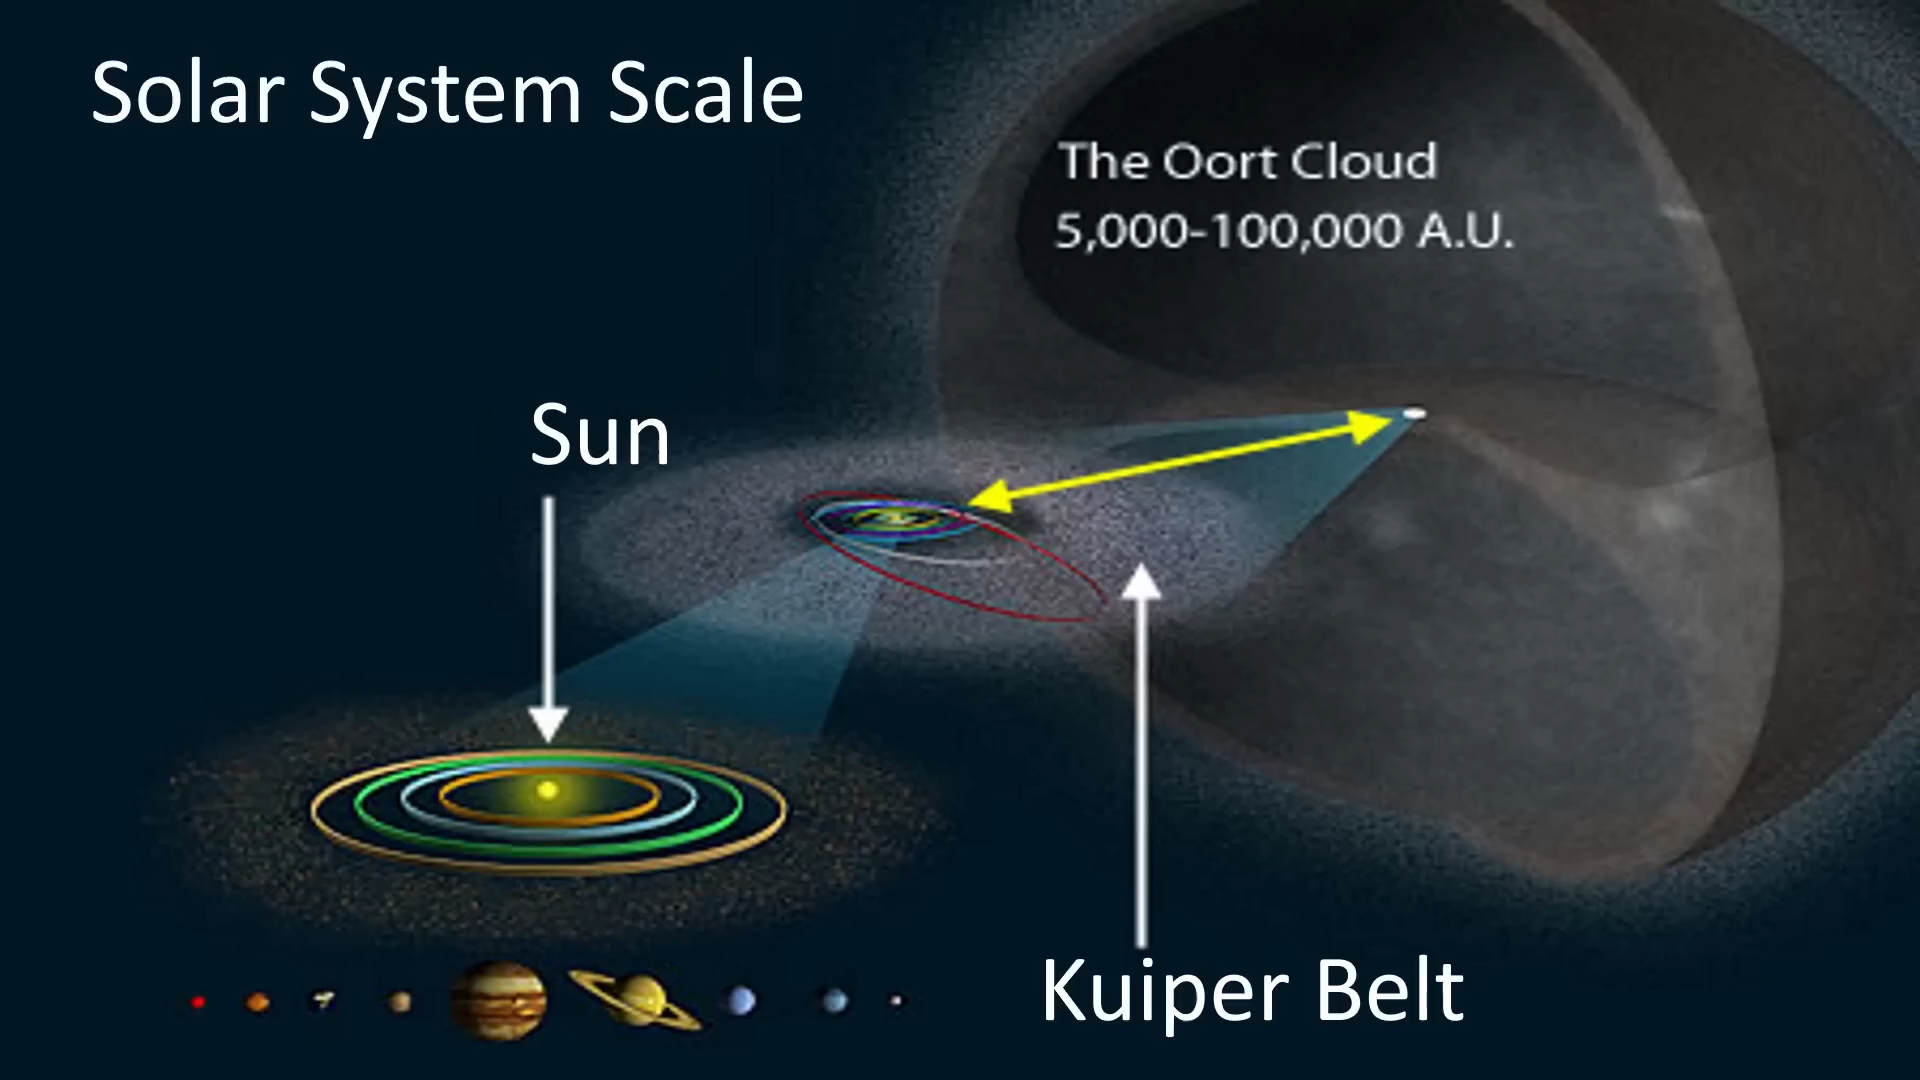 Solar System Scale
The Oort Cloud
5,000-100,000 A.U.
Sun
Kuiper Belt